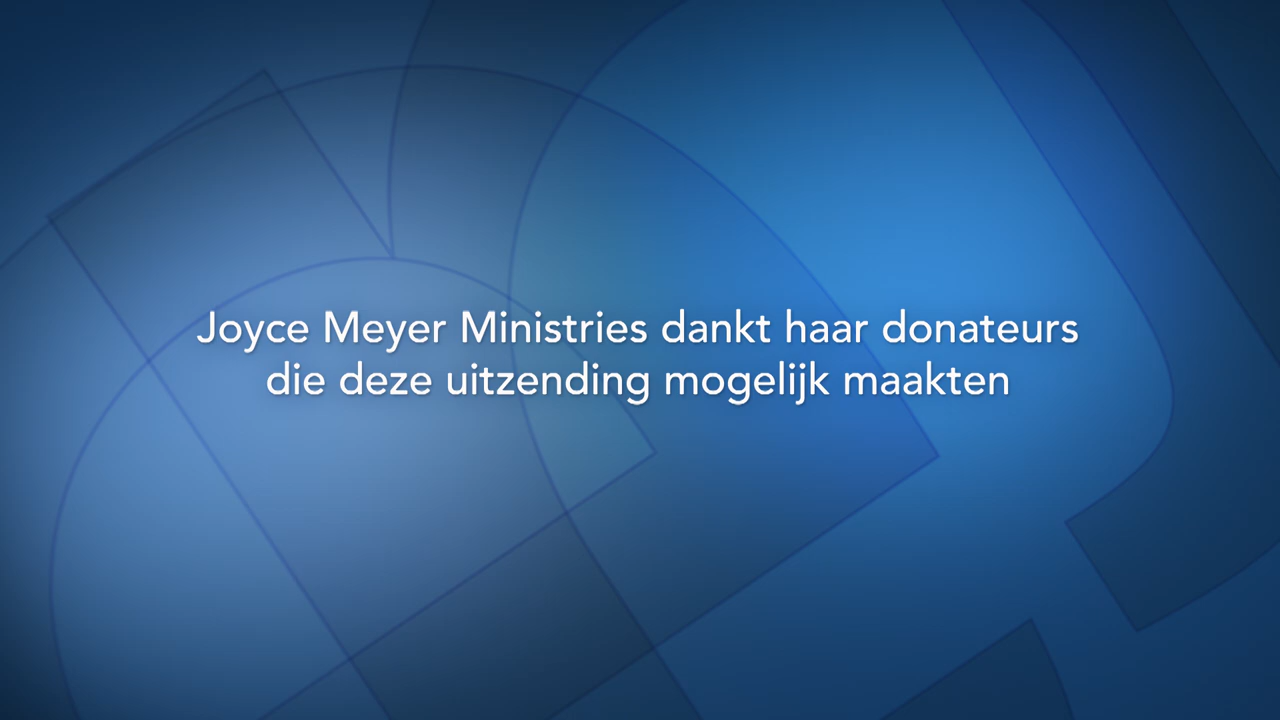 Joyce Meyer Ministries dankt haar donateurs
die deze uitzending mogelijk maakten